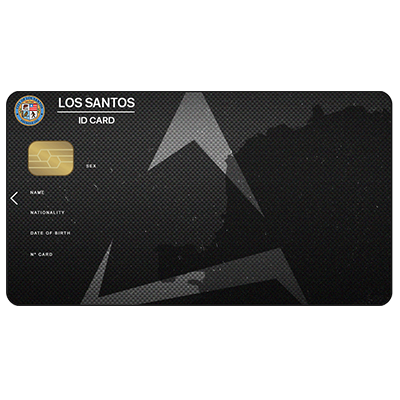 LOS SANTOS
ID CARD
SEX
NAME
NATIONALITY
DATE OF BIRTH
N° CARD